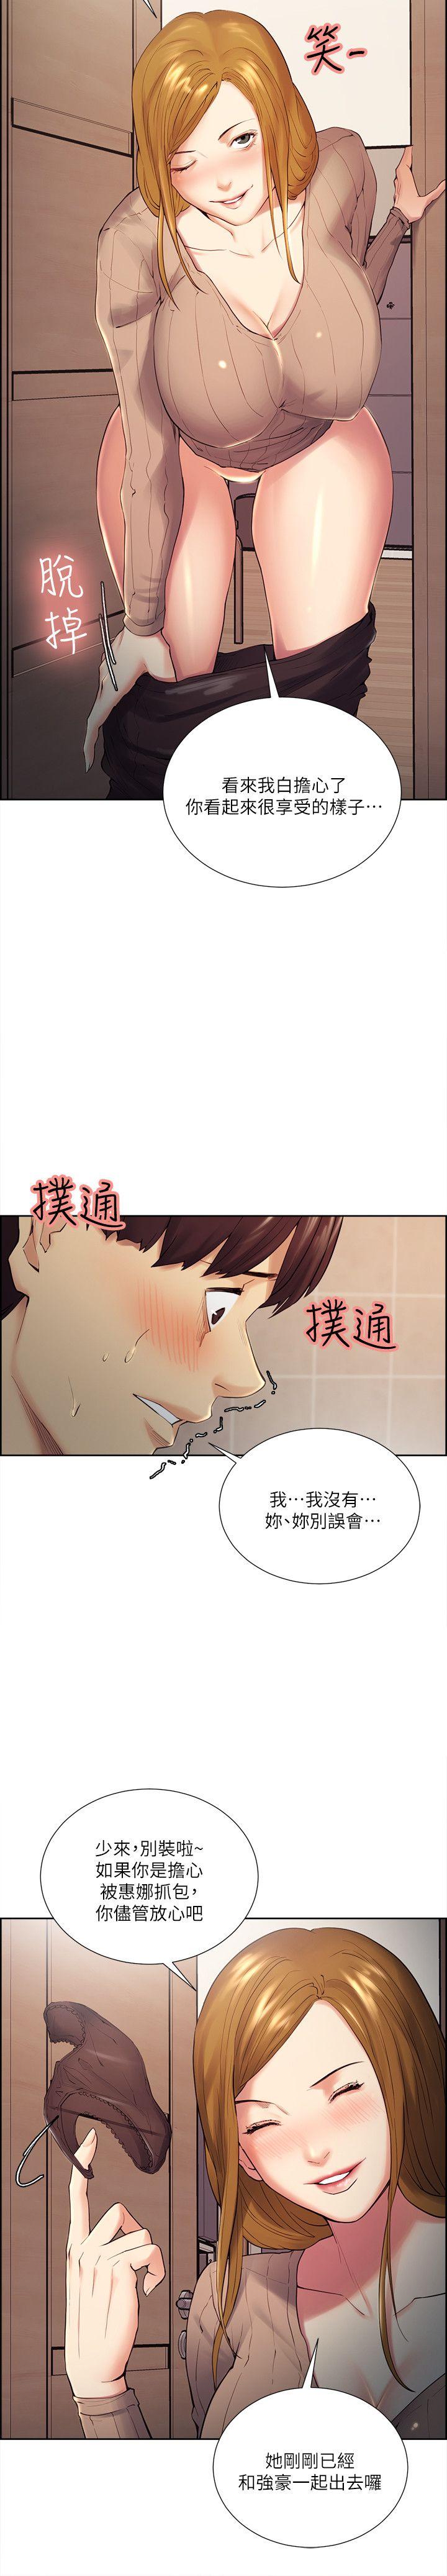 笑-
脫
掉
看來我白擔心了
你看起來很享受的樣子⋯
撲通
撲通
我⋯我沒有⋯
妳、妳別誤會⋯
少來，別裝啦~
如果你是擔心
被惠娜抓包，
你儘管放心吧
她剛剛已經
和強豪一起出去囉